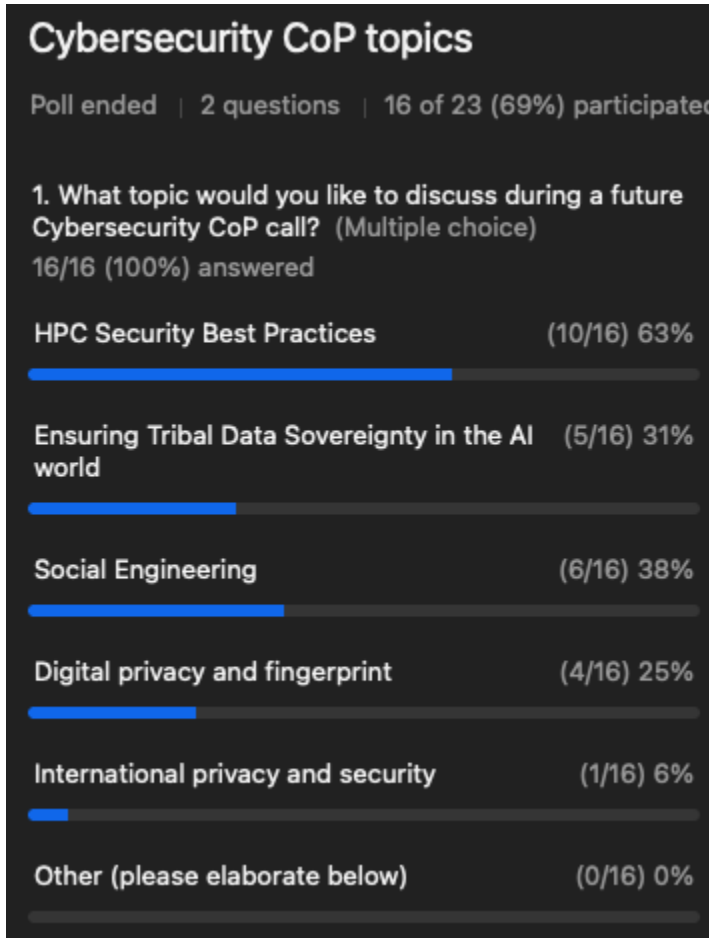 Cybersecurity CoP topics
Poll ended | 2 questions | 16 of 23 (69%) participated
1. What topic would you like to discuss during a future
Cybersecurity CoP call? (Multiple choice)
16/16 (100%) answered
HPC Security Best Practices (10/16) 63%
Ensuring Tribal Data Sovereignty in the AI (5/16) 31%
world
Social Engineering (6/16) 38%
Digital privacy and fingerprint (4/16) 25%
International privacy and security (1/16) 6%
Other (please elaborate below) (0/16) 0%